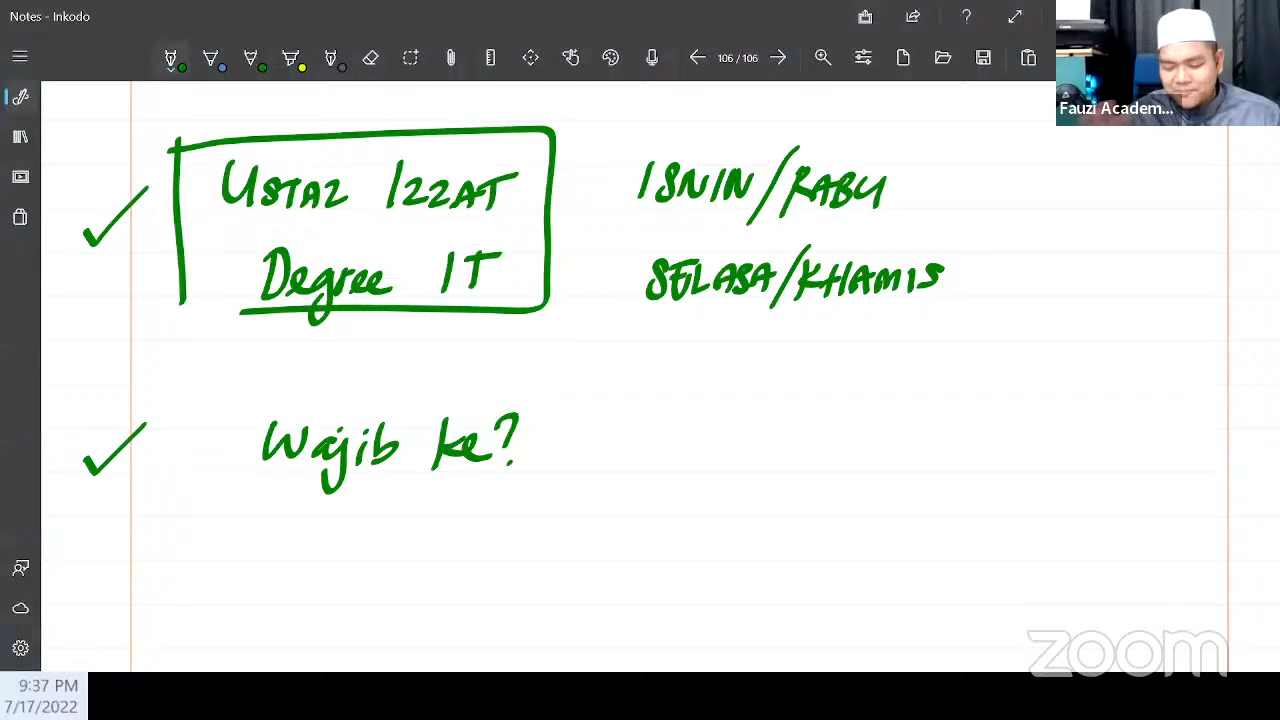 Notes - Inkodo
106 / 106
Fauzi Academ...
USTAZ IZZAT
ISNIN/RABU
Degree IT
SELASA/KHAMIS
Wajib ke?
zoom
9:37 PM
7/17/2022